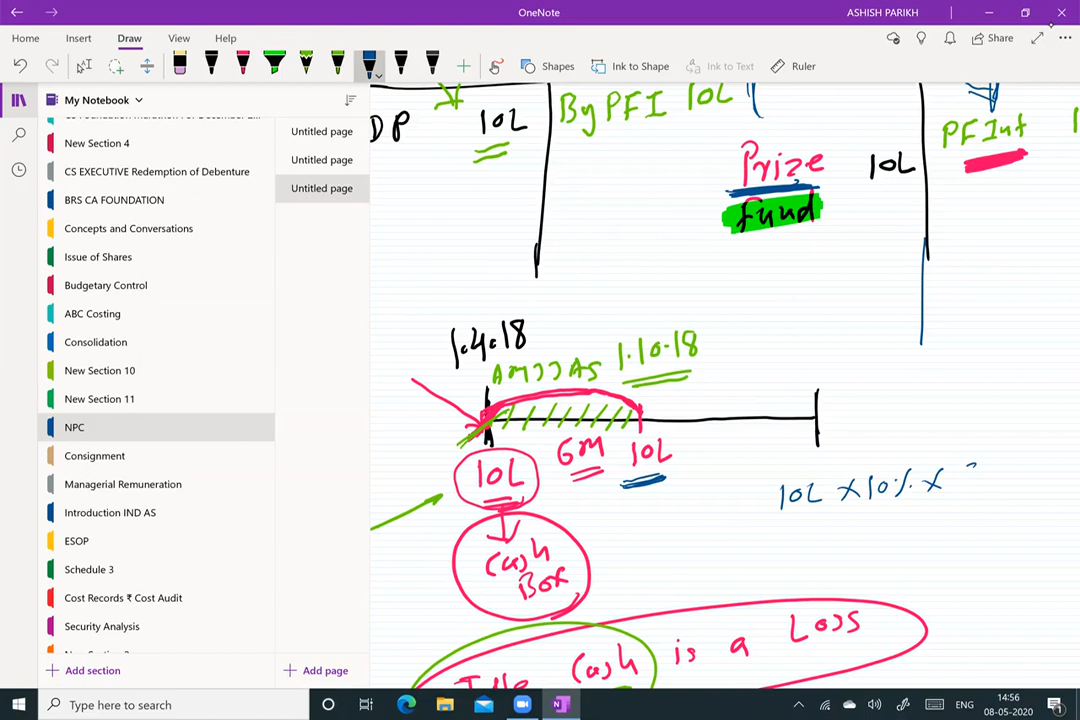 OneNote
ASHISH PARIKH
Home
Insert
Draw
View
Help
Share
Shapes
Ink to Shape
Ink to Text
Ruler
My Notebook
New Section 4
CS EXECUTIVE Redemption of Debenture
BRS CA FOUNDATION
Concepts and Conversations
Issue of Shares
Budgetary Control
ABC Costing
Consolidation
New Section 10
New Section 11
NPC
Consignment
Managerial Remuneration
Introduction IND AS
ESOP
Schedule 3
Cost Records ₹ Cost Audit
Security Analysis
Add section
Untitled page
Untitled page
Untitled page
Add page
DP 10L
By PFI 10L
Prize 10L
Fund
PF Int
1.4.18
AMJJAS 1.10.18
6M 10L
10L
10L X 10% X
Cash
Box
Cash is a Loss
Type here to search
ENG
14:56
08-05-2020
1